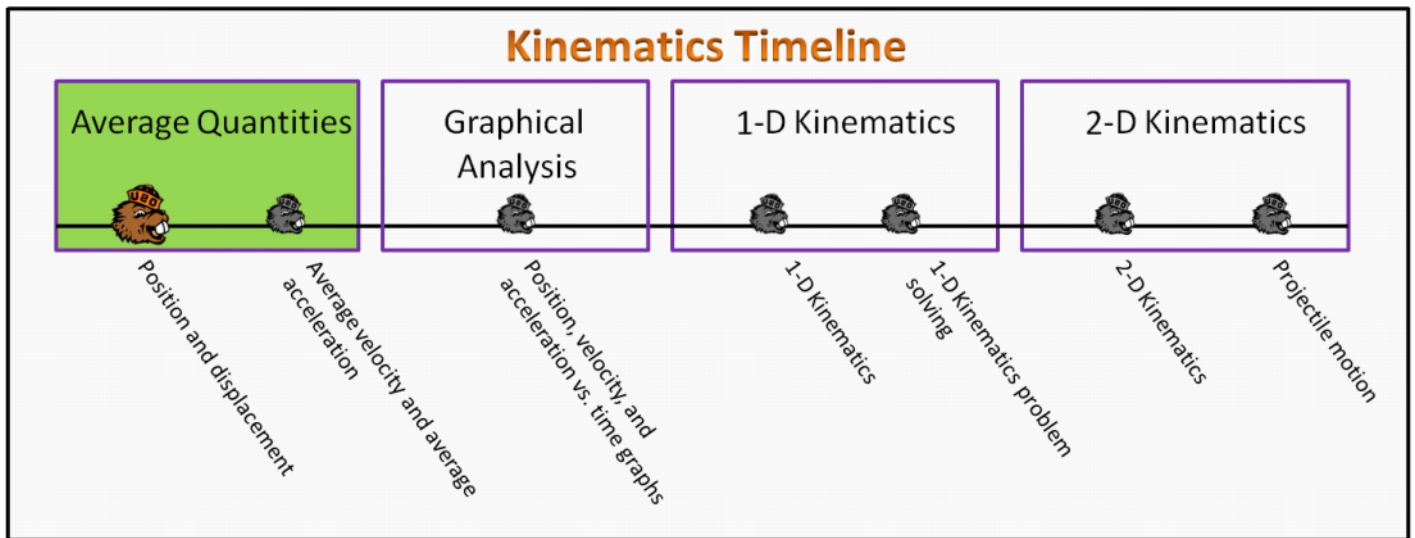 Kinematics Timeline
Average Quantities
Graphical
Analysis
1-D Kinematics
2-D Kinematics
Position and displacement
Average velocity and average
acceleration
Position, velocity, and
acceleration vs. time graphs
1-D Kinematics
1-D Kinematics problem
solving
2-D Kinematics
Projectile motion